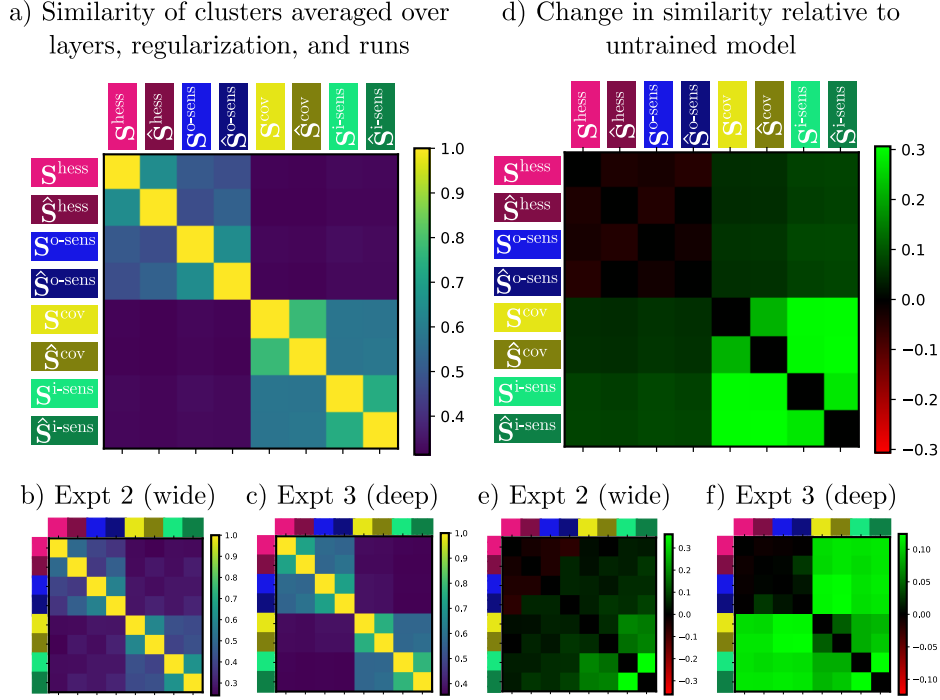 a) Similarity of clusters averaged over
layers, regularization, and runs
d) Change in similarity relative to
untrained model
S^hess Ŝ^hess S^o-sens Ŝ^o-sens S^cov Ŝ^cov S^i-sens Ŝ^i-sens
S^hess
Ŝ^hess
S^o-sens
Ŝ^o-sens
S^cov
Ŝ^cov
S^i-sens
Ŝ^i-sens
1.0
0.9
0.8
0.7
0.6
0.5
0.4
S^hess Ŝ^hess S^o-sens Ŝ^o-sens S^cov Ŝ^cov S^i-sens Ŝ^i-sens
S^hess
Ŝ^hess
S^o-sens
Ŝ^o-sens
S^cov
Ŝ^cov
S^i-sens
Ŝ^i-sens
0.3
0.2
0.1
0.0
−0.1
−0.2
−0.3
b) Expt 2 (wide)
1.0
0.9
0.8
0.7
0.6
0.5
0.4
0.3
c) Expt 3 (deep)
1.0
0.9
0.8
0.7
0.6
0.5
0.4
e) Expt 2 (wide)
0.3
0.2
0.1
0.0
−0.1
−0.2
−0.3
f) Expt 3 (deep)
0.10
0.05
0.00
−0.05
−0.10